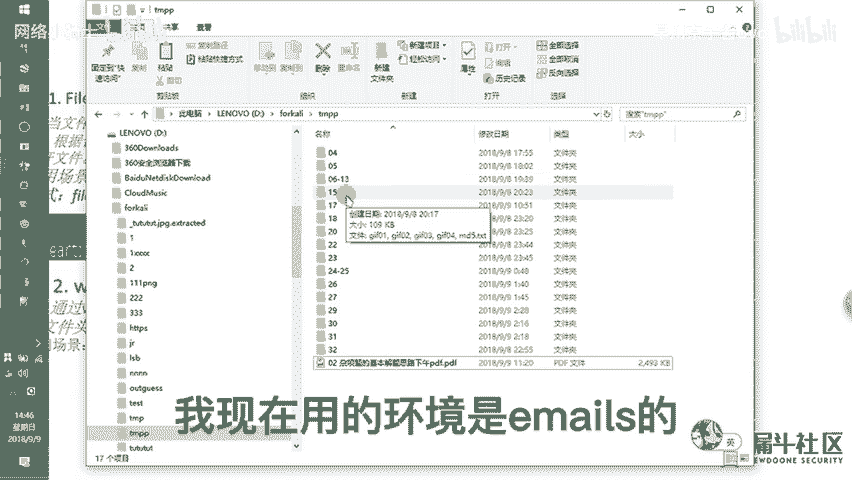 tmpp
共享 查看
复制路径
粘贴快捷方式
固定到"快速访问"
复制
粘贴
剪切
移动到
复制到
删除
重命名
新建文件夹
新建项目
轻松访问
属性
打开
历史记录
全部选择
全部取消
反向选择
剪贴板
组织
新建
打开
选择
此电脑 > LENOVO (D:) > forkali > tmpp
搜索"tmpp"
LENOVO (D:)
360Downloads
360安全浏览器下载
BaiduNetdiskDownload
CloudMusic
forkali
_tututut.jpg.extracted
1
1xxxx
2
111png
222
333
https
jr
lsb
nnnn
outguess
test
tmp
tmpp
tututut
名称 修改日期 类型 大小
04 2018/9/8 17:55 文件夹
05 2018/9/8 18:02 文件夹
06-13 2018/9/8 19:39 文件夹
15 2018/9/8 20:23 文件夹
17 2018/9/9 10:51 文件夹
18 2018/9/8 23:20 文件夹
20 2018/9/8 23:25 文件夹
22 2018/9/8 23:44 文件夹
23 2018/9/8 23:45 文件夹
24-25 2018/9/9 0:48 文件夹
26 2018/9/9 1:40 文件夹
27 2018/9/9 1:45 文件夹
29 2018/9/9 2:28 文件夹
30 2018/9/9 2:16 文件夹
31 2018/9/9 2:18 文件夹
32 2018/9/8 22:55 文件夹
02 杂项题的基本解题思路下午pdf.pdf 2018/9/9 11:20 PDF 文件 2,493 KB
创建日期: 2018/9/8 20:17
大小: 109 KB
文件: gif01, gif02, gif03, gif04, md5.txt
17 个项目
1. File
当文件
根据
开文件
用场景
式: file
2. w
通过
文件头
用场景:
14:46
星期日
2018/9/9
我现在用的环境是emails的
英
漏斗社区
bilibili